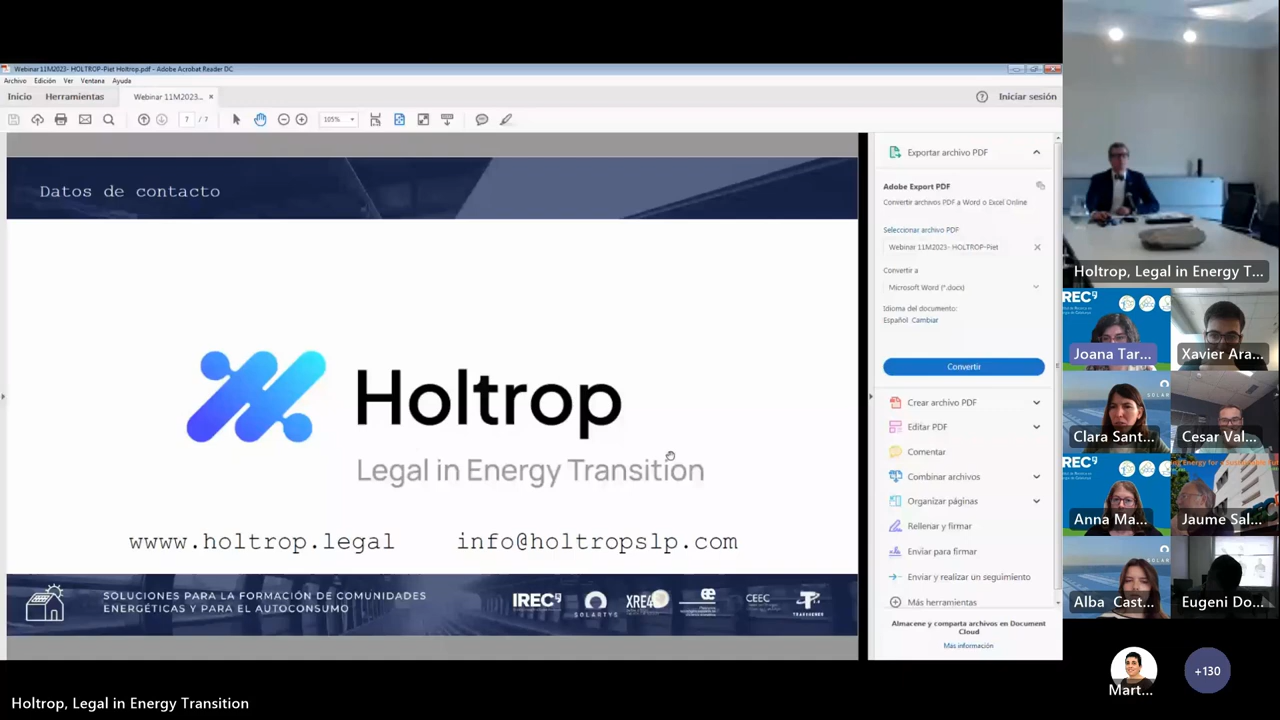 Webinar 11M2023- HOLTROP-Piet Holtrop.pdf - Adobe Acrobat Reader DC
Archivo Edición Ver Ventana Ayuda
Inicio Herramientas Webinar 11M2023... × Iniciar sesión
7 / 7 105%
Datos de contacto
Holtrop
Legal in Energy Transition
wwww.holtrop.legal info@holtropslp.com
SOLUCIONES PARA LA FORMACIÓN DE COMUNIDADES
ENERGÉTICAS Y PARA EL AUTOCONSUMO
IREC SOLARTYS XRE4S CEEC
Exportar archivo PDF
Adobe Export PDF
Convertir archivos PDF a Word o Excel Online
Seleccionar archivo PDF
Webinar 11M2023- HOLTROP-Piet
Convertir a
Microsoft Word (*.docx)
Idioma del documento:
Español Cambiar
Convertir
Crear archivo PDF
Editar PDF
Comentar
Combinar archivos
Organizar páginas
Rellenar y firmar
Enviar para firmar
Enviar y realizar un seguimiento
Más herramientas
Almacene y comparta archivos en Document
Cloud
Más información
Holtrop, Legal in Energy T...
Joana Tar... Xavier Ara...
Clara Sant... Cesar Val...
Anna Ma... Jaume Sal...
Alba Cast... Eugeni Do...
Mart... +130
Holtrop, Legal in Energy Transition